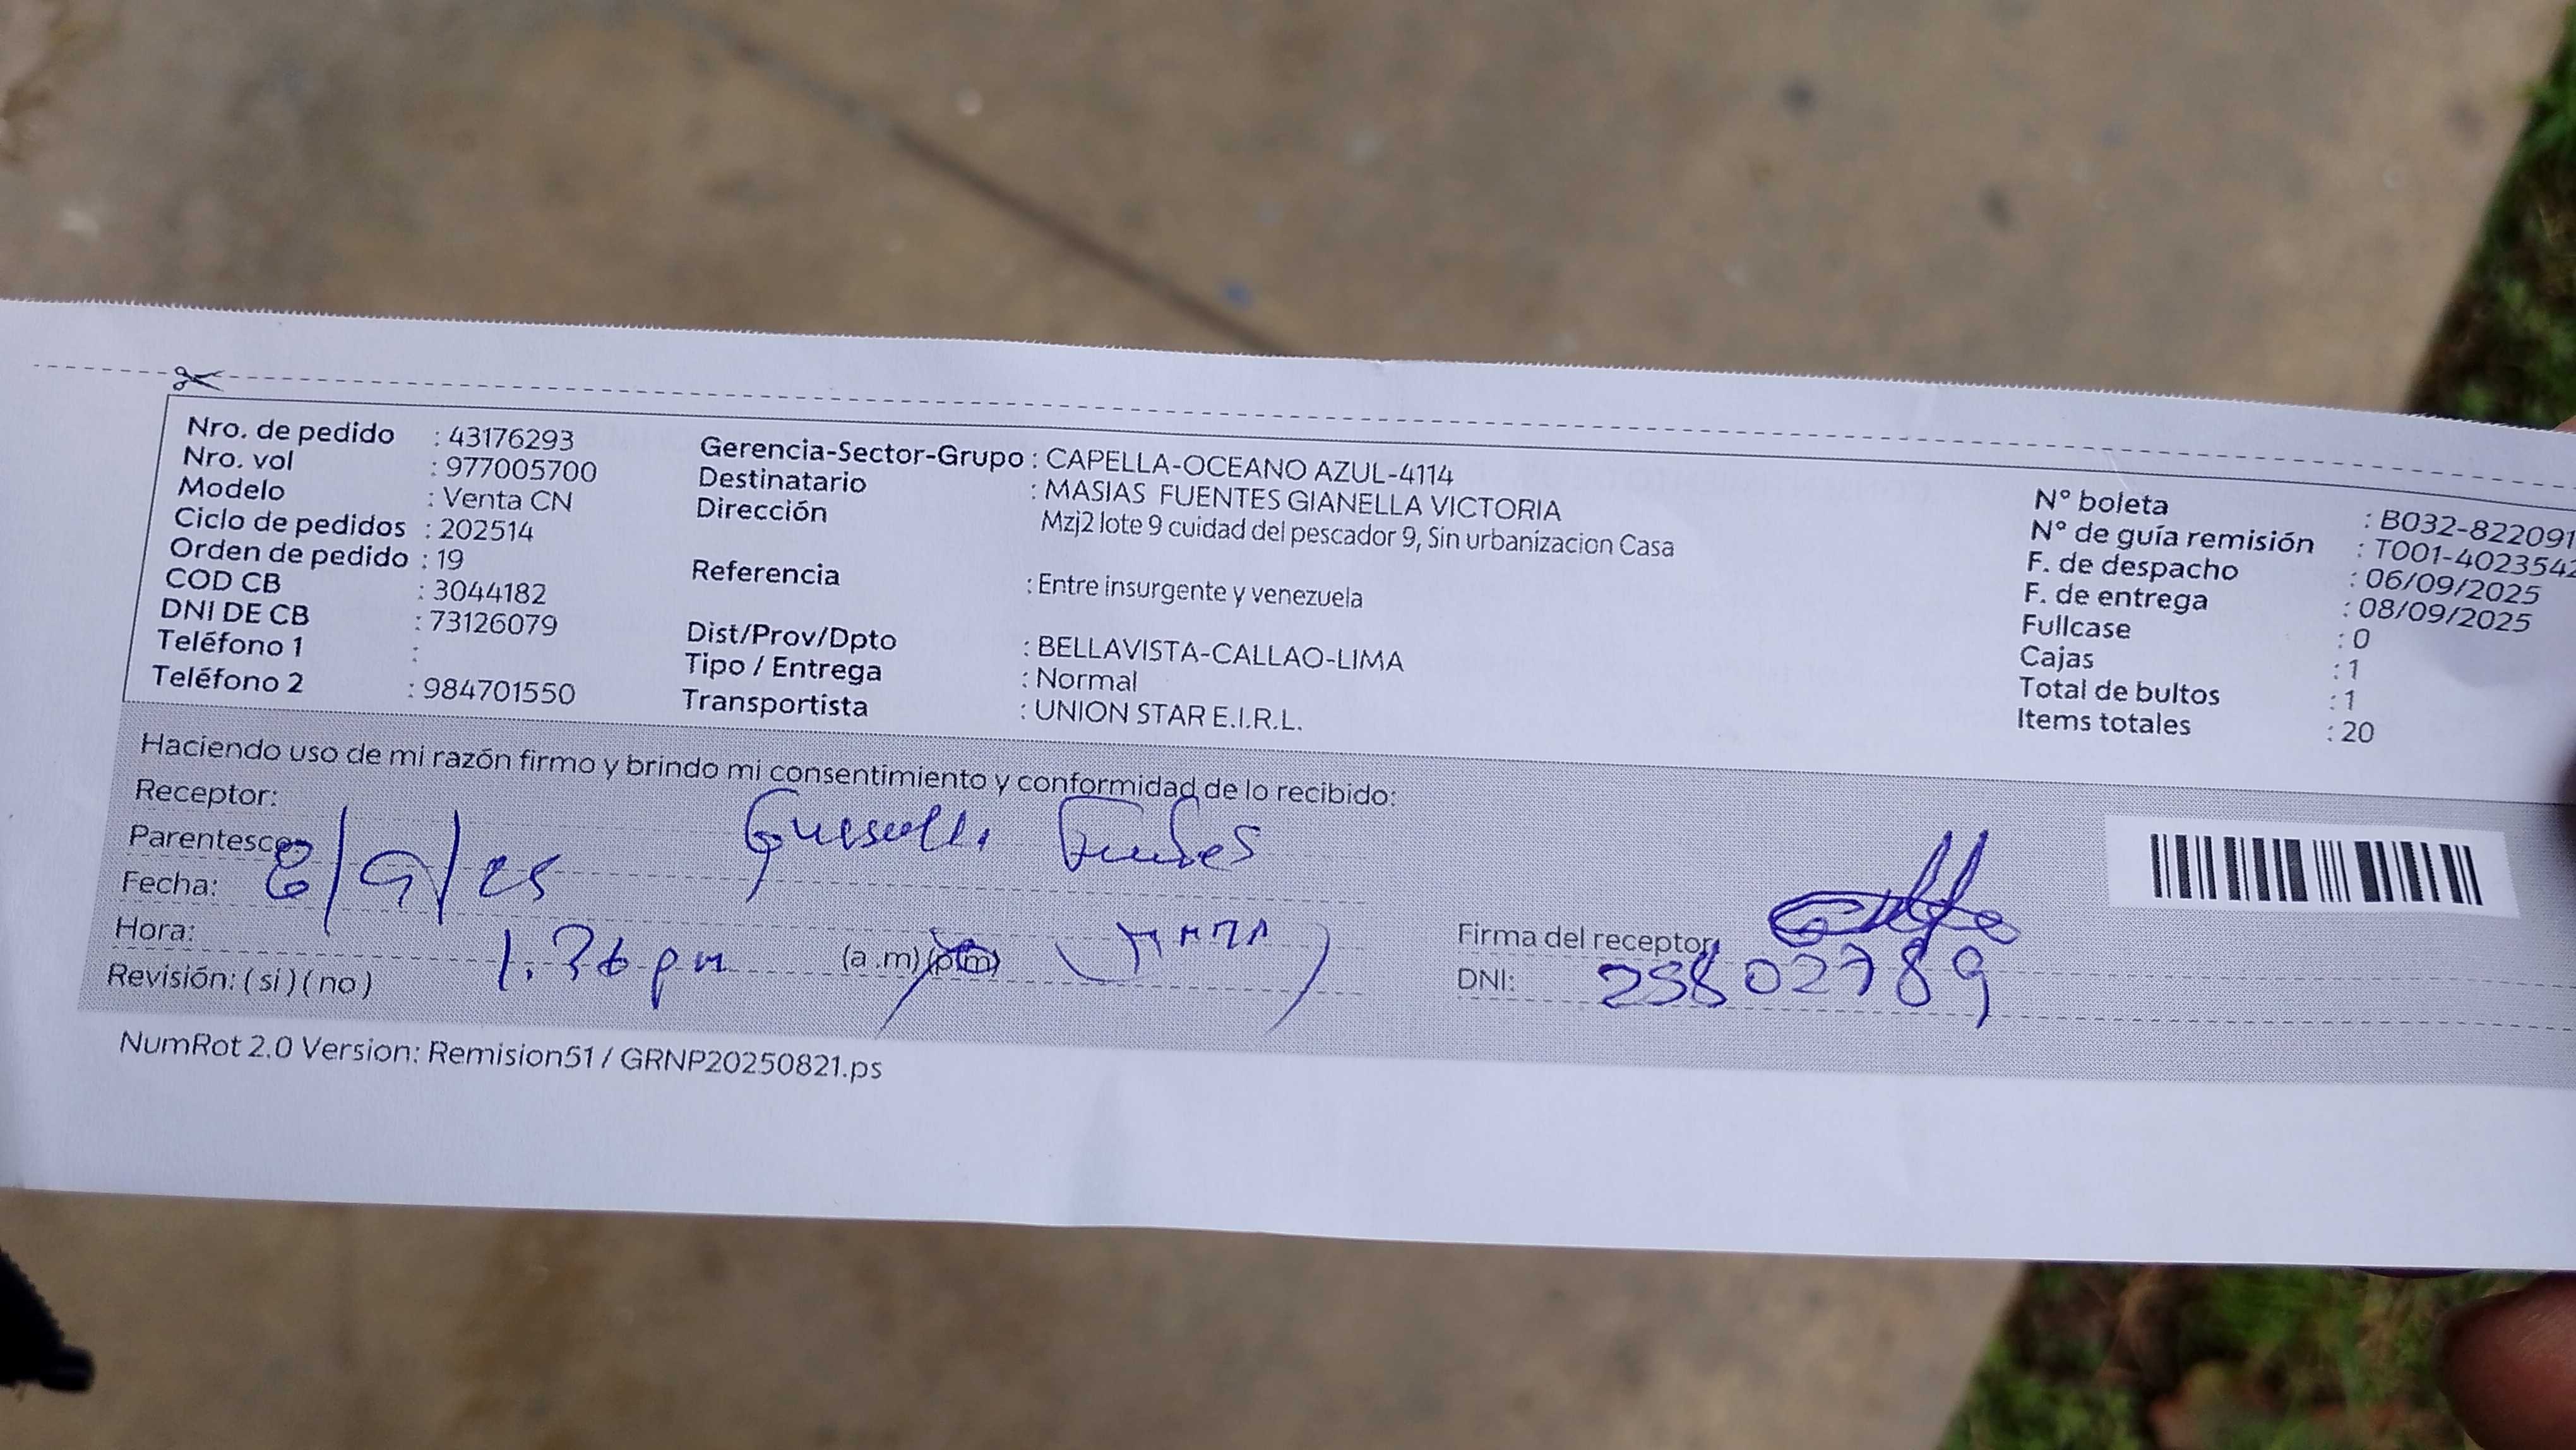 Nro. de pedido : 43176293
Nro. vol : 977005700
Modelo : Venta CN
Ciclo de pedidos : 202514
Orden de pedido : 19
COD CB : 3044182
DNI DE CB : 73126079
Teléfono 1 :
Teléfono 2 : 984701550
Gerencia-Sector-Grupo : CAPELLA-OCEANO AZUL-4114
Destinatario : MASIAS FUENTES GIANELLA VICTORIA
Dirección Mzj2 lote 9 cuidad del pescador 9, Sin urbanizacion Casa
Referencia : Entre insurgente y venezuela
Dist/Prov/Dpto : BELLAVISTA-CALLAO-LIMA
Tipo / Entrega : Normal
Transportista : UNION STAR E.I.R.L.
N° boleta : B032-822091
N° de guía remisión : T001-4023542
F. de despacho : 06/09/2025
F. de entrega : 08/09/2025
Fullcase : 0
Cajas : 1
Total de bultos : 1
Items totales : 20
Haciendo uso de mi razón firmo y brindo mi consentimiento y conformidad de lo recibido:
Receptor:
Parentesco:
Fecha: 8/9/25
Hora: 1.36 pm (a.m) (p.m)
Revisión: ( si ) ( no )
Firma del receptor
DNI: 25802789
NumRot 2.0 Version: Remision51 / GRNP20250821.ps